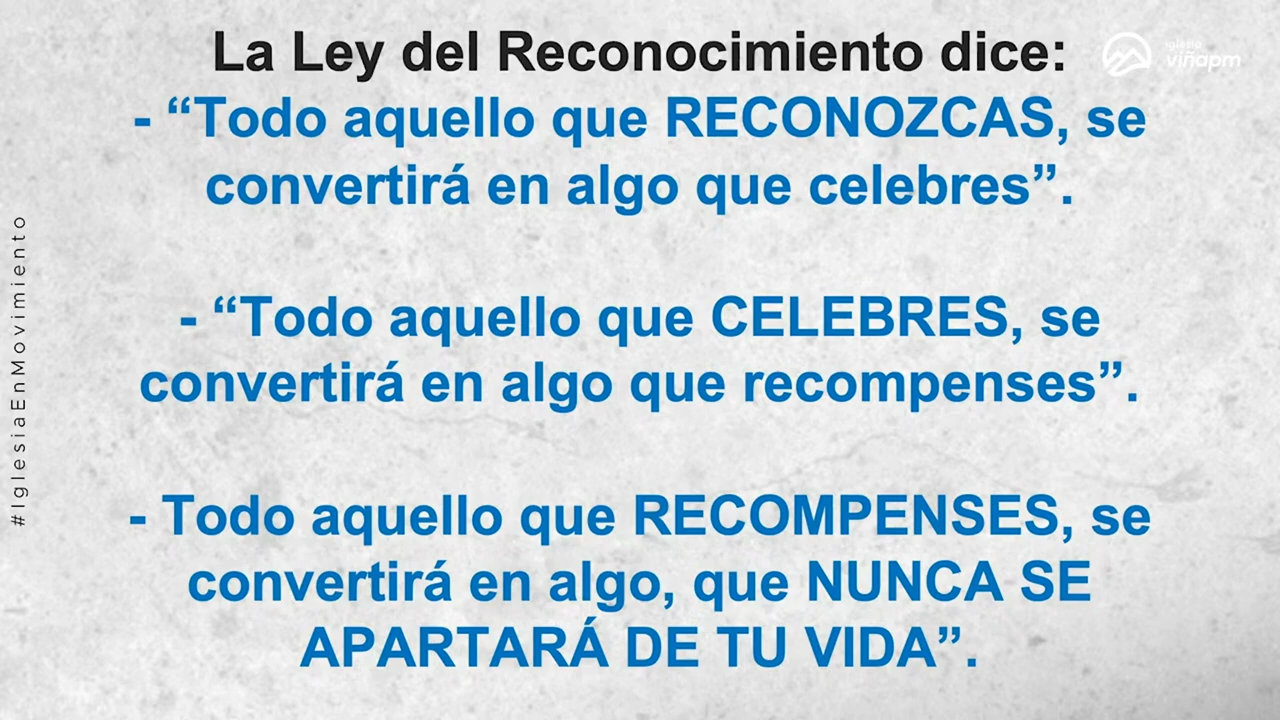 La Ley del Reconocimiento dice:
iglesia
viñapm
- “Todo aquello que RECONOZCAS, se
convertirá en algo que celebres”.
- “Todo aquello que CELEBRES, se
convertirá en algo que recompenses”.
- Todo aquello que RECOMPENSES, se
convertirá en algo, que NUNCA SE
APARTARÁ DE TU VIDA”.
#IglesiaEnMovimiento